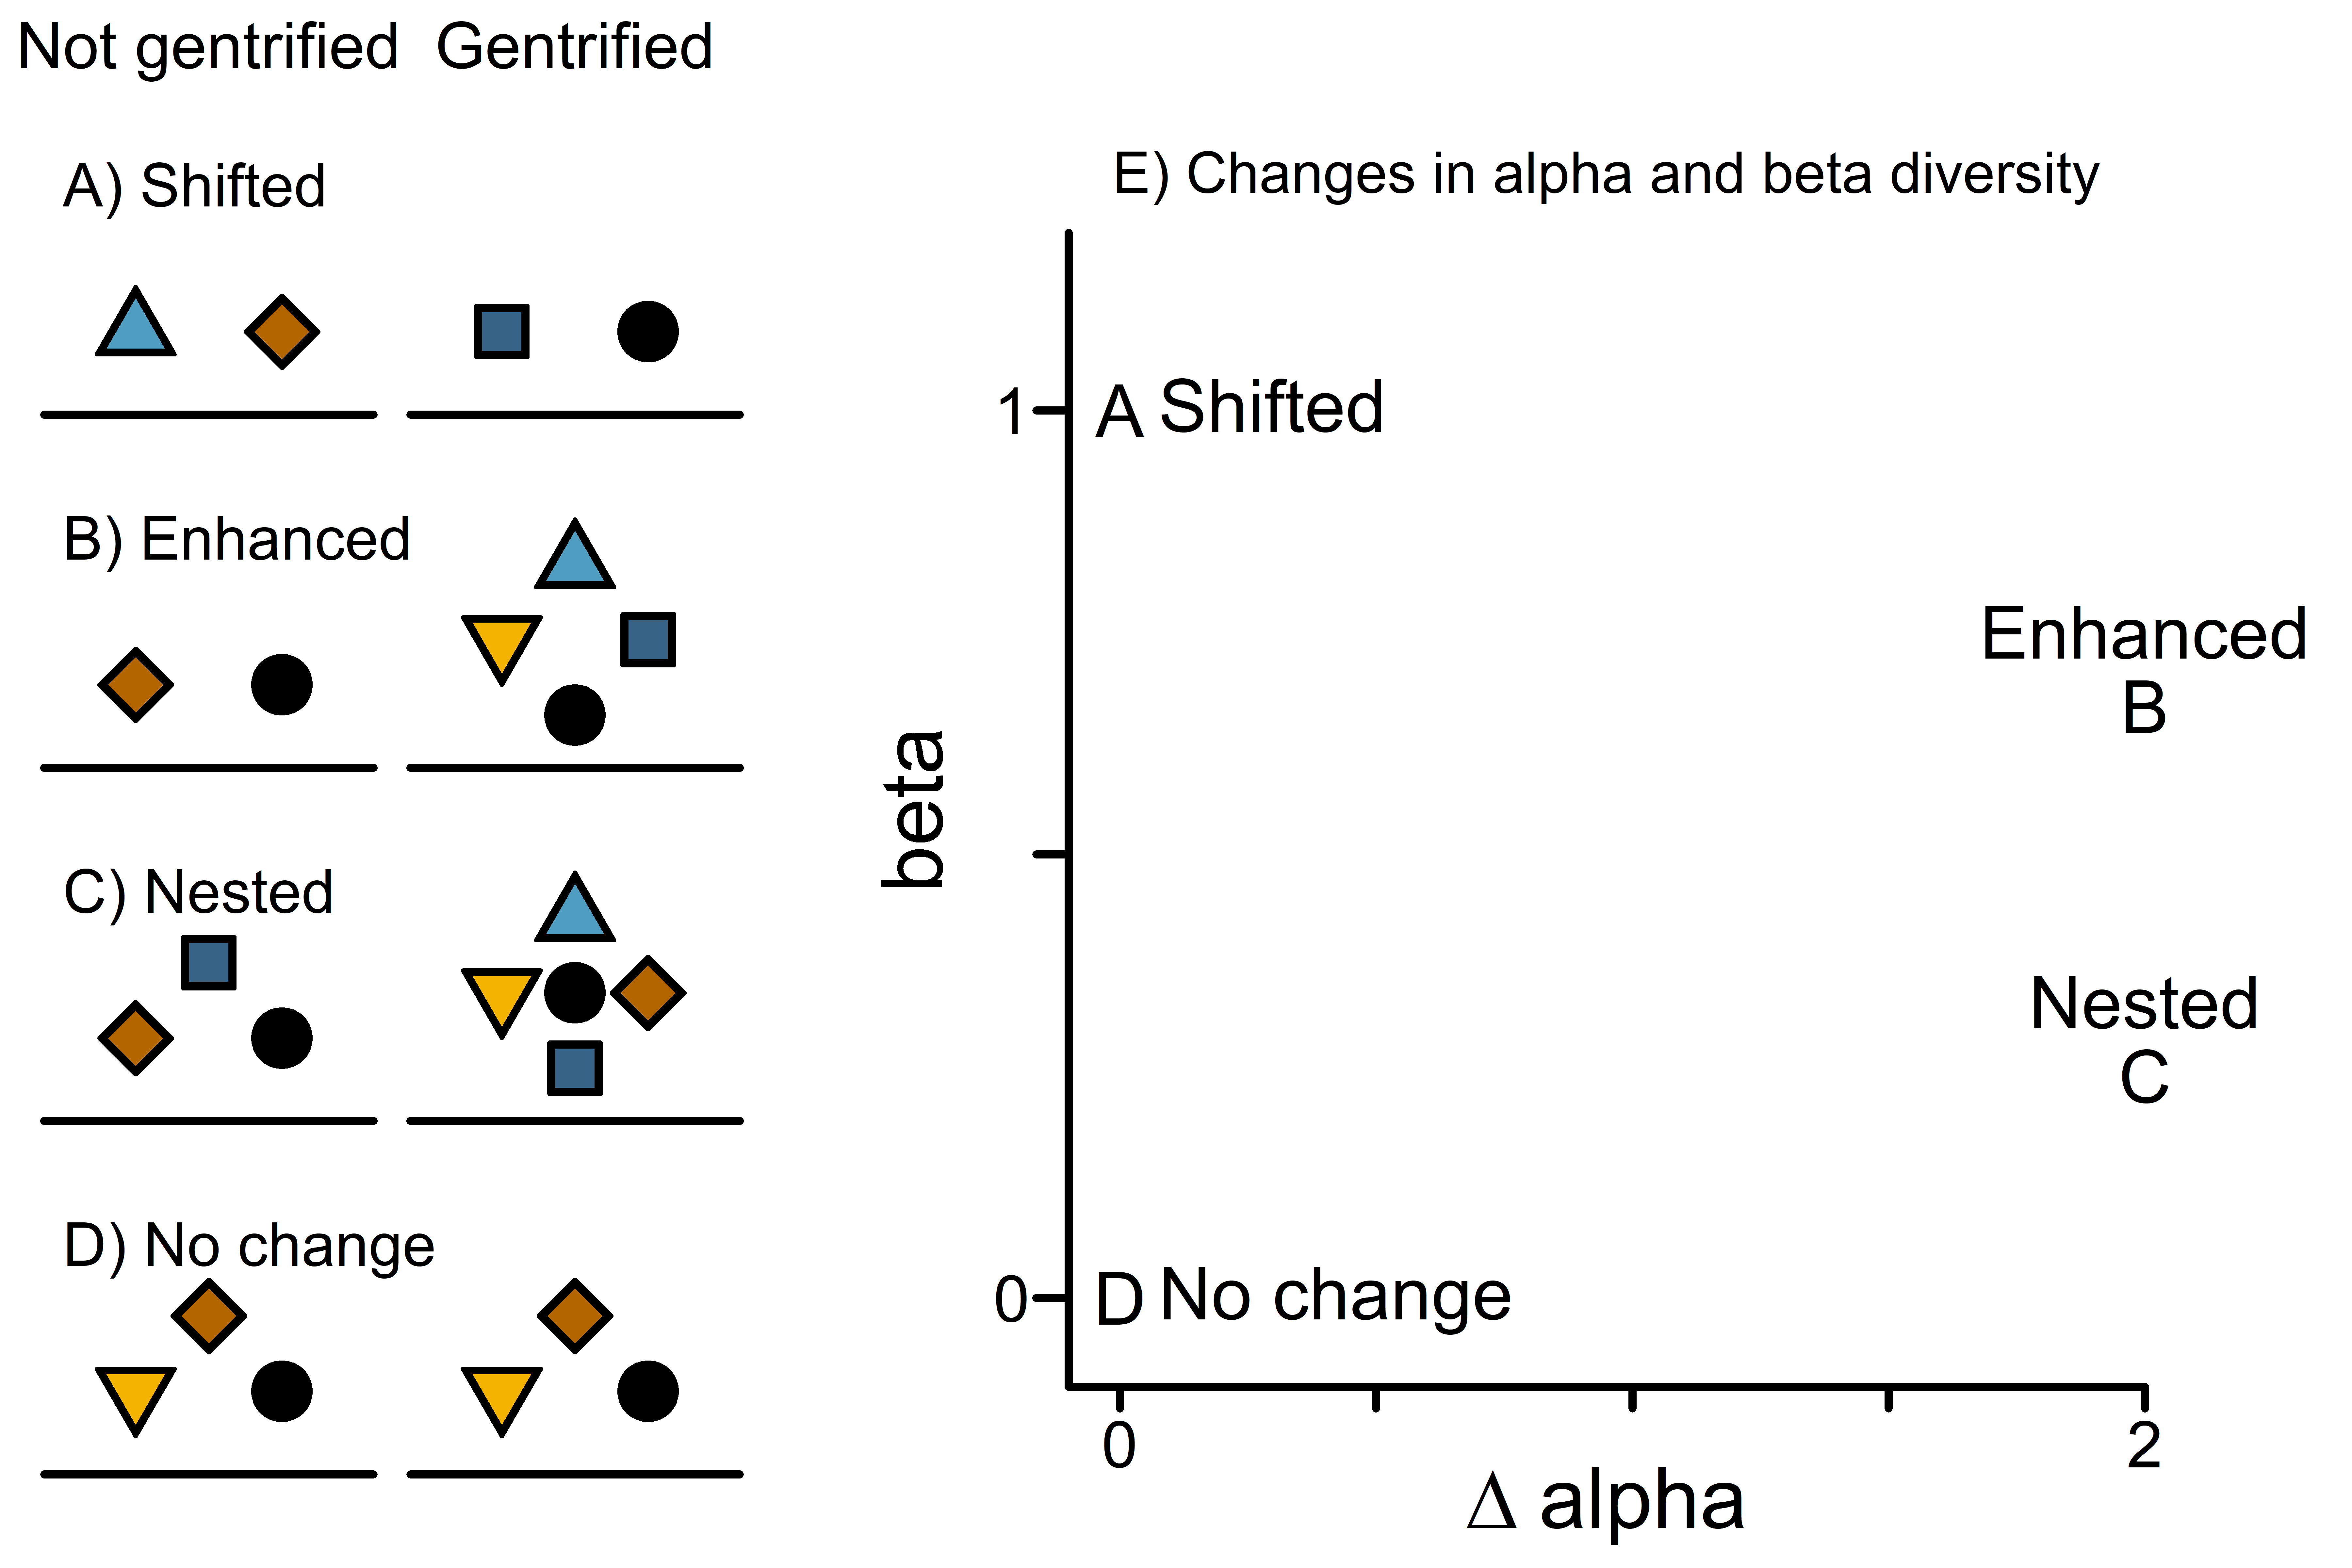 Not gentrified Gentrified
A) Shifted
B) Enhanced
C) Nested
D) No change
E) Changes in alpha and beta diversity
1
A Shifted
Enhanced
B
beta
Nested
C
0
D No change
0 2
Δ alpha